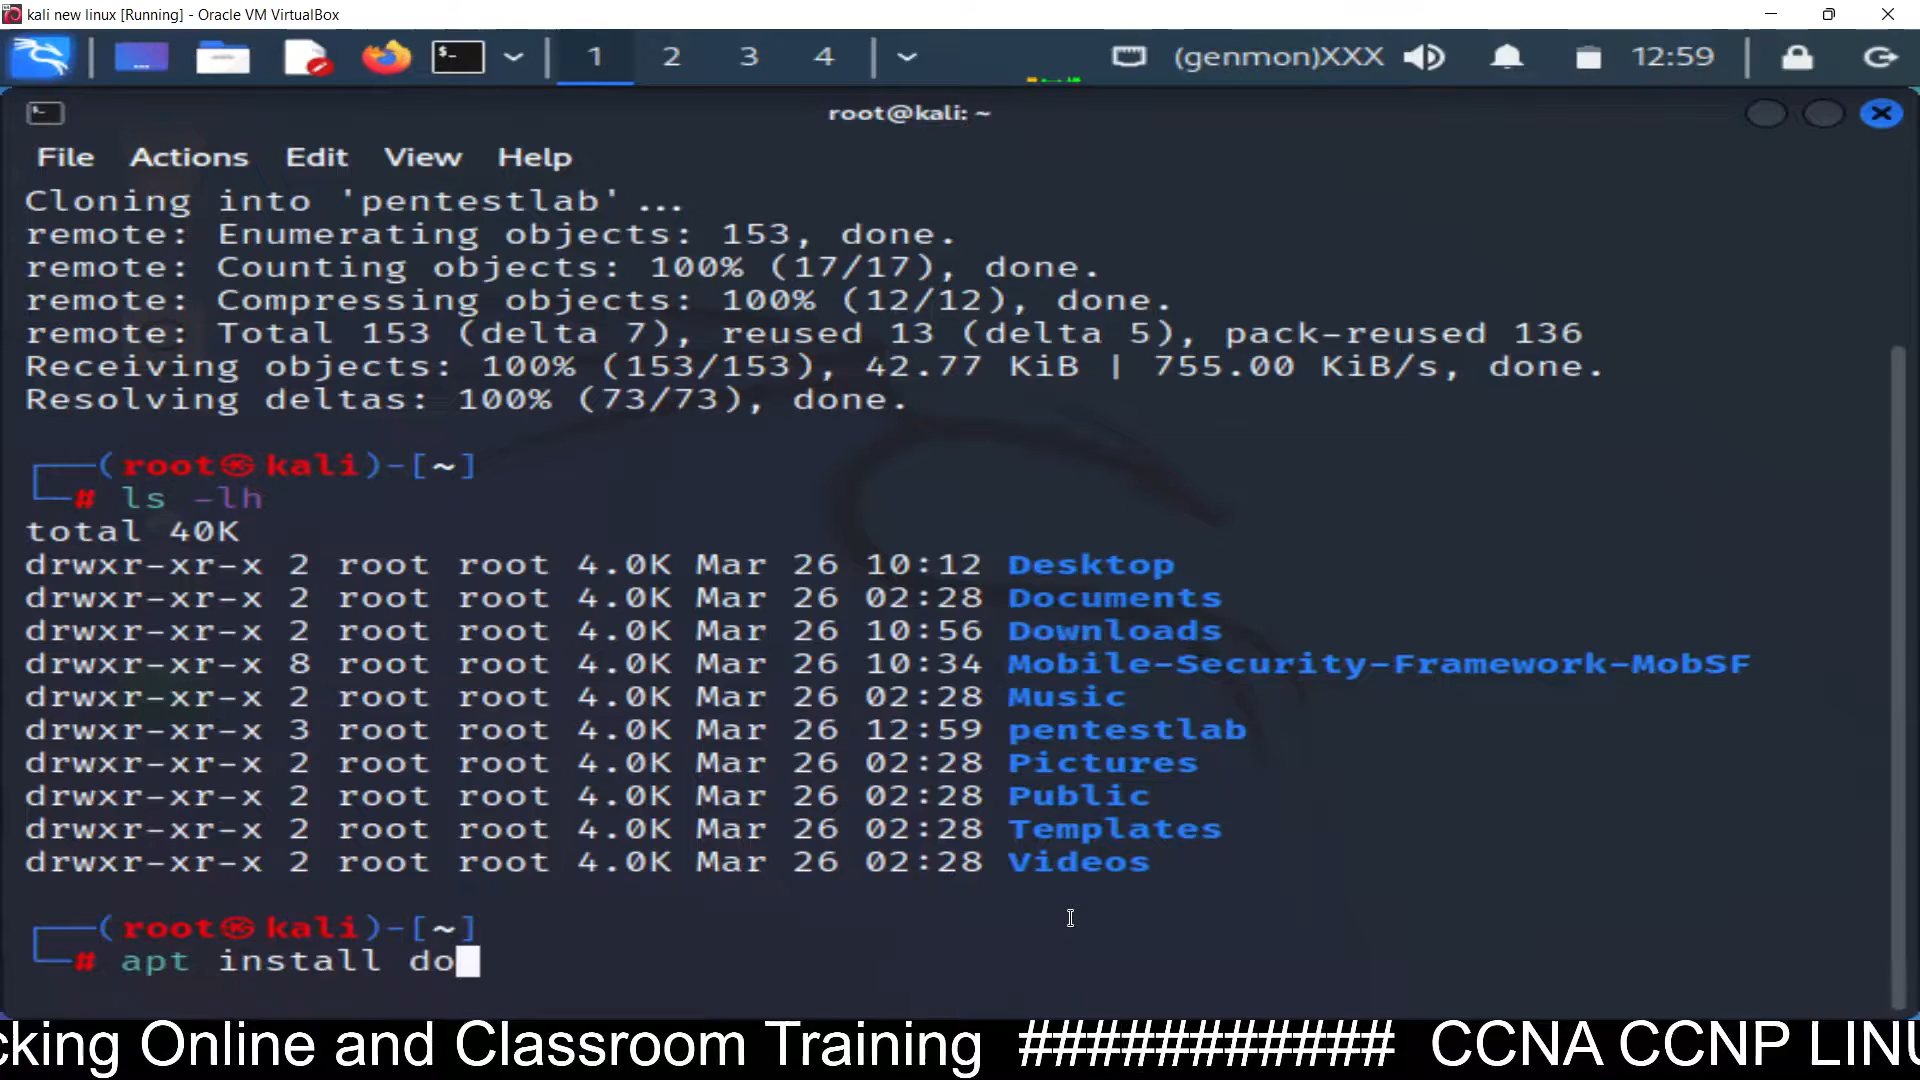 kali new linux [Running] - Oracle VM VirtualBox
1 2 3 4 (genmon)XXX 12:59
root@kali: ~
File Actions Edit View Help
Cloning into 'pentestlab' ...
remote: Enumerating objects: 153, done.
remote: Counting objects: 100% (17/17), done.
remote: Compressing objects: 100% (12/12), done.
remote: Total 153 (delta 7), reused 13 (delta 5), pack-reused 136
Receiving objects: 100% (153/153), 42.77 KiB | 755.00 KiB/s, done.
Resolving deltas: 100% (73/73), done.
(root㉿kali)-[~]
# ls -lh
total 40K
drwxr-xr-x 2 root root 4.0K Mar 26 10:12 Desktop
drwxr-xr-x 2 root root 4.0K Mar 26 02:28 Documents
drwxr-xr-x 2 root root 4.0K Mar 26 10:56 Downloads
drwxr-xr-x 8 root root 4.0K Mar 26 10:34 Mobile-Security-Framework-MobSF
drwxr-xr-x 2 root root 4.0K Mar 26 02:28 Music
drwxr-xr-x 3 root root 4.0K Mar 26 12:59 pentestlab
drwxr-xr-x 2 root root 4.0K Mar 26 02:28 Pictures
drwxr-xr-x 2 root root 4.0K Mar 26 02:28 Public
drwxr-xr-x 2 root root 4.0K Mar 26 02:28 Templates
drwxr-xr-x 2 root root 4.0K Mar 26 02:28 Videos
(root㉿kali)-[~]
# apt install do
cking Online and Classroom Training ########### CCNA CCNP LINU